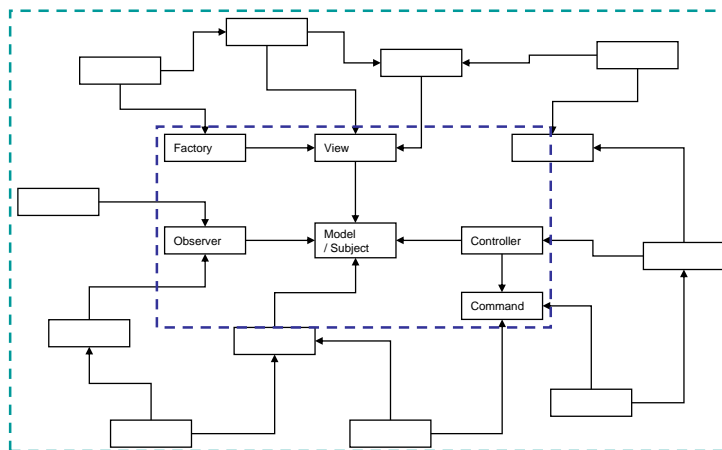 Factory
View
Observer
Model
/ Subject
Controller
Command